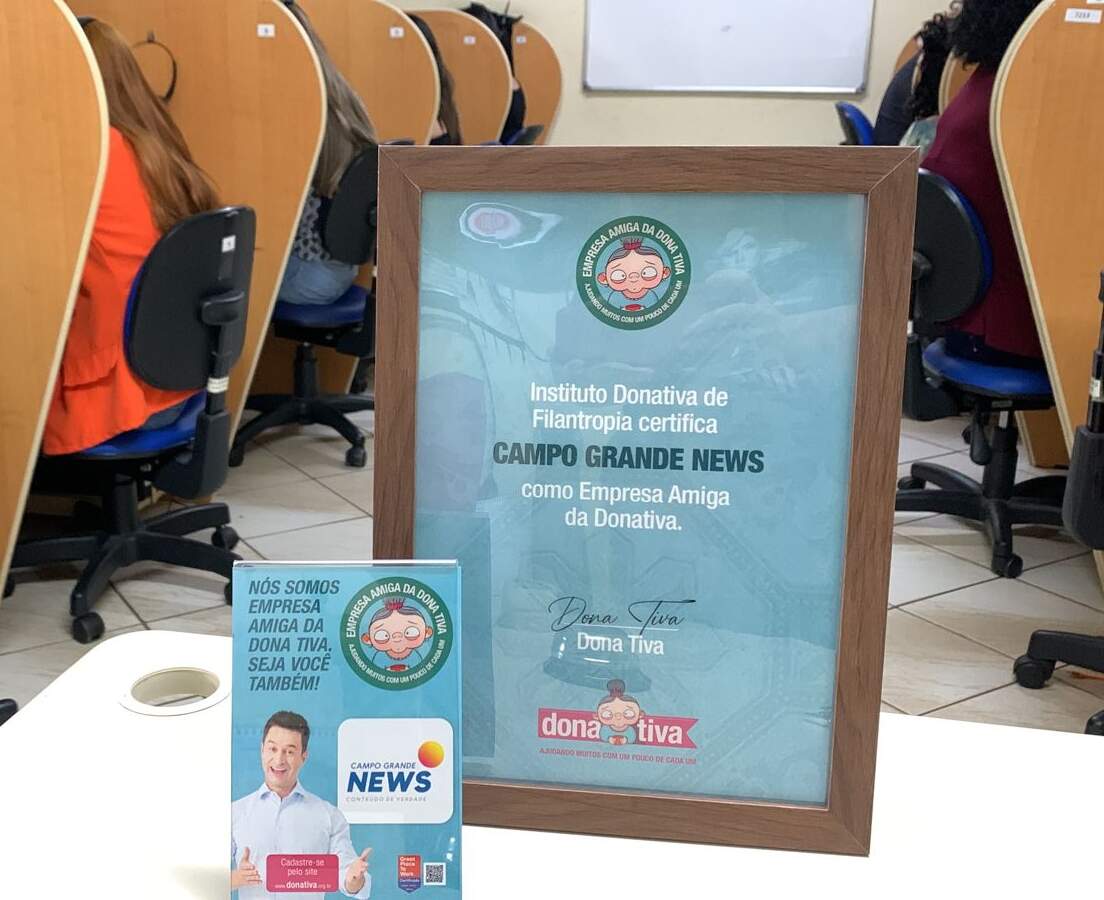 EMPRESA AMIGA DA DONA TIVA
AJUDANDO MUITOS COM UM POUCO DE CADA UM
Instituto Donativa de
Filantropia certifica
CAMPO GRANDE NEWS
como Empresa Amiga
da Donativa.
Dona Tiva
Dona Tiva
dona tiva
AJUDANDO MUITOS COM UM POUCO DE CADA UM
NÓS SOMOS
EMPRESA
AMIGA DA
DONA TIVA.
SEJA VOCÊ
TAMBÉM!
EMPRESA AMIGA DA DONA TIVA
AJUDANDO MUITOS COM UM POUCO DE CADA UM
CAMPO GRANDE
NEWS
CONTEÚDO DE VERDADE
Cadastre-se
pelo site
www.donativa.org.br
Great
Place
To
Work